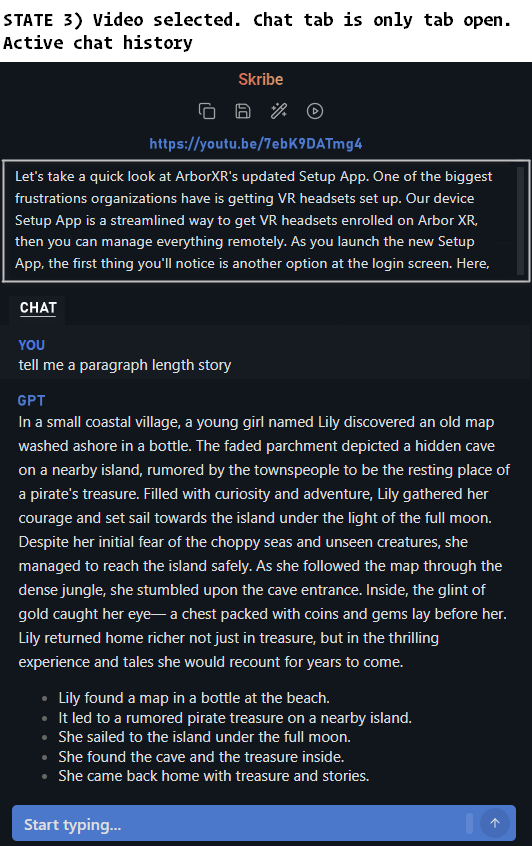 STATE 3) Video selected. Chat tab is only tab open.
Active chat history
Skribe
https://youtu.be/7ebK9DATmg4
Let's take a quick look at ArborXR's updated Setup App. One of the biggest
frustrations organizations have is getting VR headsets set up. Our device
Setup App is a streamlined way to get VR headsets enrolled on Arbor XR,
then you can manage everything remotely. As you launch the new Setup
App, the first thing you'll notice is another option at the login screen. Here,
CHAT
YOU
tell me a paragraph length story
GPT
In a small coastal village, a young girl named Lily discovered an old map
washed ashore in a bottle. The faded parchment depicted a hidden cave
on a nearby island, rumored by the townspeople to be the resting place of
a pirate's treasure. Filled with curiosity and adventure, Lily gathered her
courage and set sail towards the island under the light of the full moon.
Despite her initial fear of the choppy seas and unseen creatures, she
managed to reach the island safely. As she followed the map through the
dense jungle, she stumbled upon the cave entrance. Inside, the glint of
gold caught her eye— a chest packed with coins and gems lay before her.
Lily returned home richer not just in treasure, but in the thrilling
experience and tales she would recount for years to come.
• Lily found a map in a bottle at the beach.
• It led to a rumored pirate treasure on a nearby island.
• She sailed to the island under the full moon.
• She found the cave and the treasure inside.
• She came back home with treasure and stories.
Start typing...